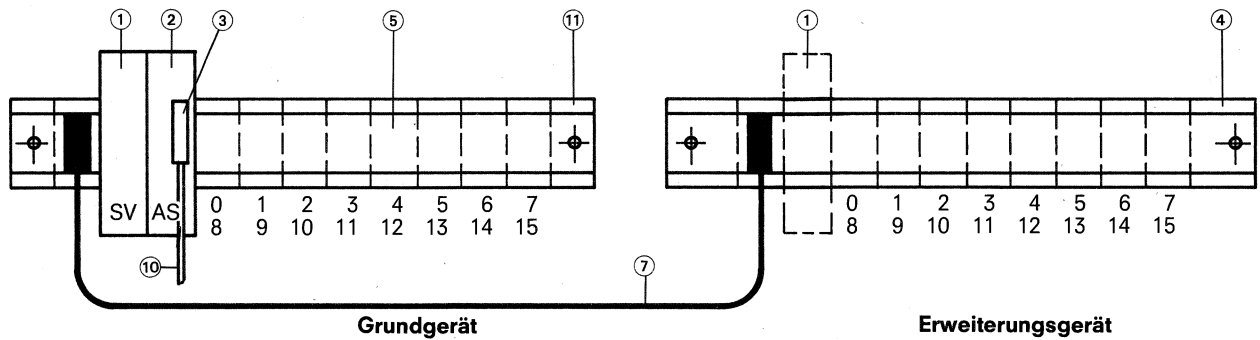 ① ② ③ ⑤ ⑪ ① ④
SV AS
0 1 2 3 4 5 6 7
8 9 10 11 12 13 14 15
0 1 2 3 4 5 6 7
8 9 10 11 12 13 14 15
⑩ ⑦
Grundgerät
Erweiterungsgerät